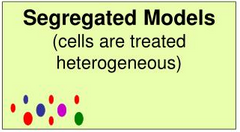 Segregated Models
(cells are treated
heterogeneous)